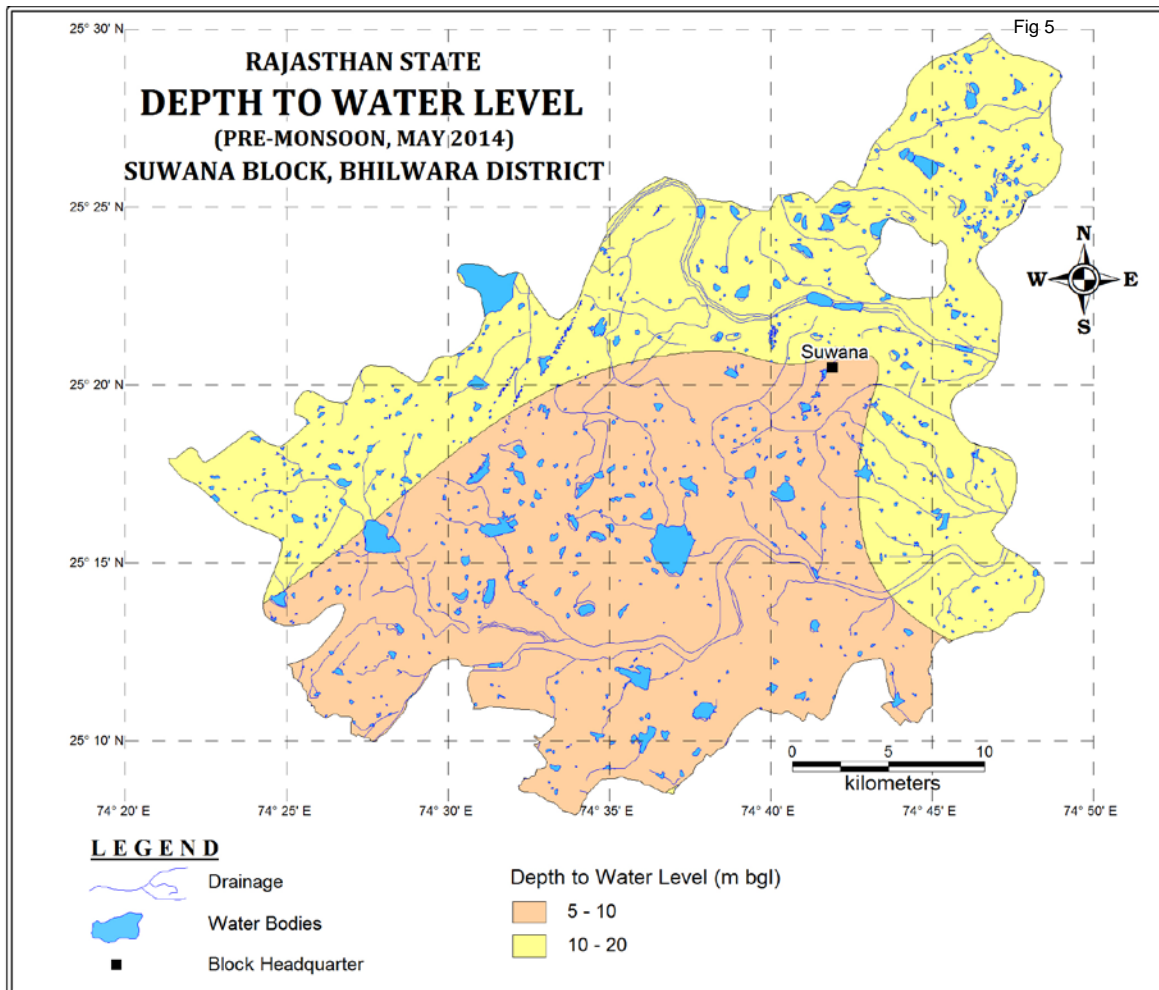 Fig 5
RAJASTHAN STATE
DEPTH TO WATER LEVEL
(PRE-MONSOON, MAY 2014)
SUWANA BLOCK, BHILWARA DISTRICT
25° 30' N
25° 25' N
25° 20' N
25° 15' N
25° 10' N
N
W E
S
Suwana
0 5 10
kilometers
74° 20' E 74° 25' E 74° 30' E 74° 35' E 74° 40' E 74° 45' E 74° 50' E
LEGEND
Drainage
Water Bodies
Block Headquarter
Depth to Water Level (m bgl)
5 - 10
10 - 20